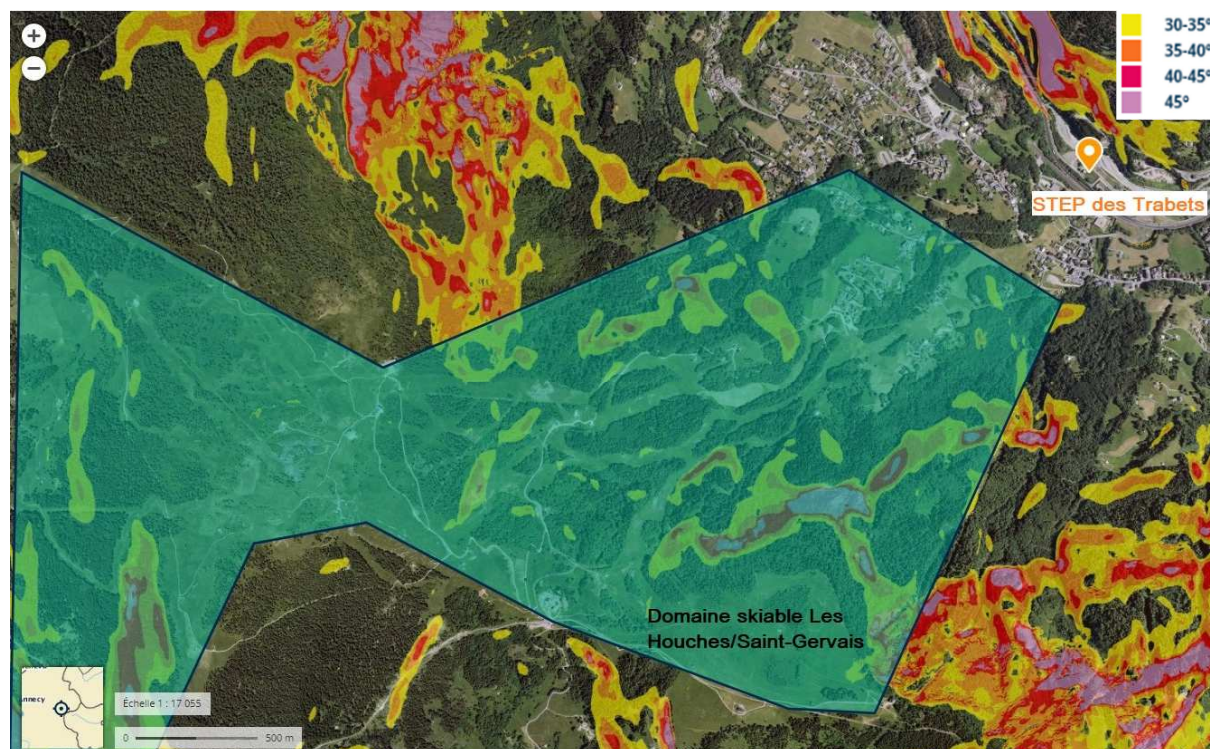 +
−
30-35°
35-40°
40-45°
45°
STEP des Trabets
Domaine skiable Les
Houches/Saint-Gervais
nnecy
Échelle 1 : 17 055
0 500 m